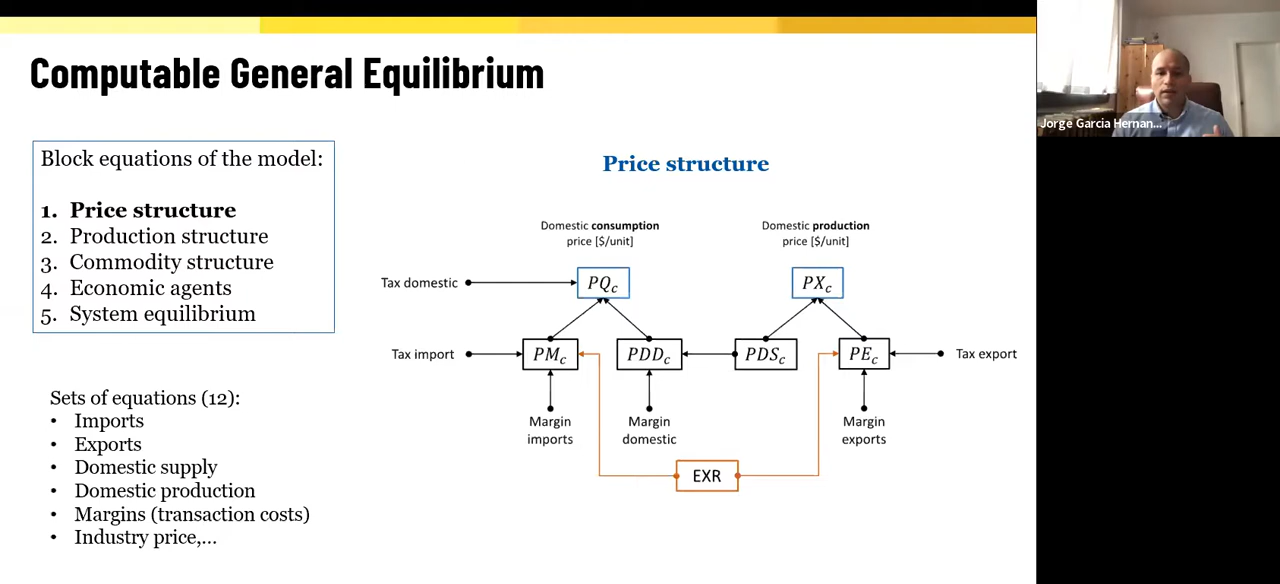 Computable General Equilibrium
Jorge Garcia Hernan...
Block equations of the model:
1. Price structure
2. Production structure
3. Commodity structure
4. Economic agents
5. System equilibrium
Sets of equations (12):
• Imports
• Exports
• Domestic supply
• Domestic production
• Margins (transaction costs)
• Industry price,...
Price structure
Domestic consumption
price [$/unit]
Domestic production
price [$/unit]
Tax domestic
PQc
PXc
Tax import
PMc
PDDc
PDSc
PEc
Tax export
Margin
imports
Margin
domestic
Margin
exports
EXR